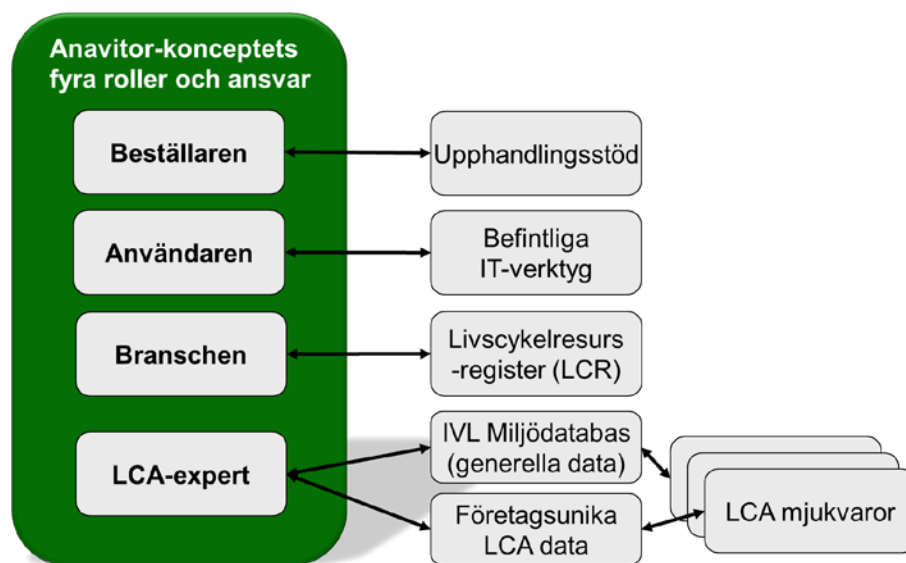 Anavitor-konceptets
fyra roller och ansvar
Beställaren
Upphandlingsstöd
Användaren
Befintliga
IT-verktyg
Branschen
Livscykelresurs
-register (LCR)
LCA-expert
IVL Miljödatabas
(generella data)
Företagsunika
LCA data
LCA mjukvaror